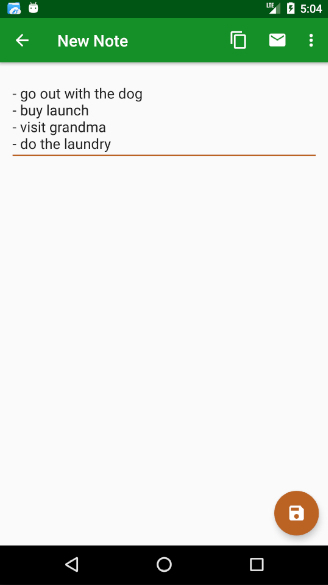 LTE 5:04
New Note
- go out with the dog
- buy launch
- visit grandma
- do the laundry